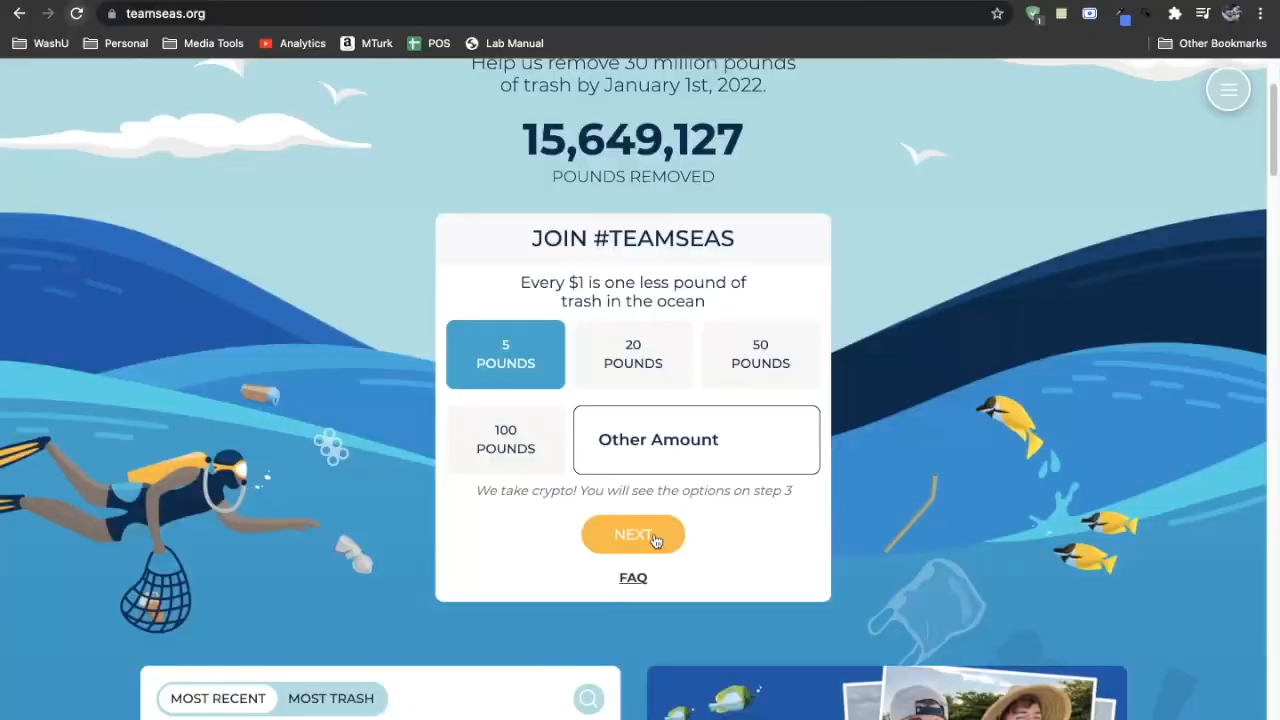 teamseas.org
WashU
Personal
Media Tools
Analytics
MTurk
POS
Lab Manual
Other Bookmarks
Help us remove 30 million pounds
of trash by January 1st, 2022.
15,649,127
POUNDS REMOVED
JOIN #TEAMSEAS
Every $1 is one less pound of
trash in the ocean
5
POUNDS
20
POUNDS
50
POUNDS
100
POUNDS
Other Amount
We take crypto! You will see the options on step 3
NEXT
FAQ
MOST RECENT
MOST TRASH